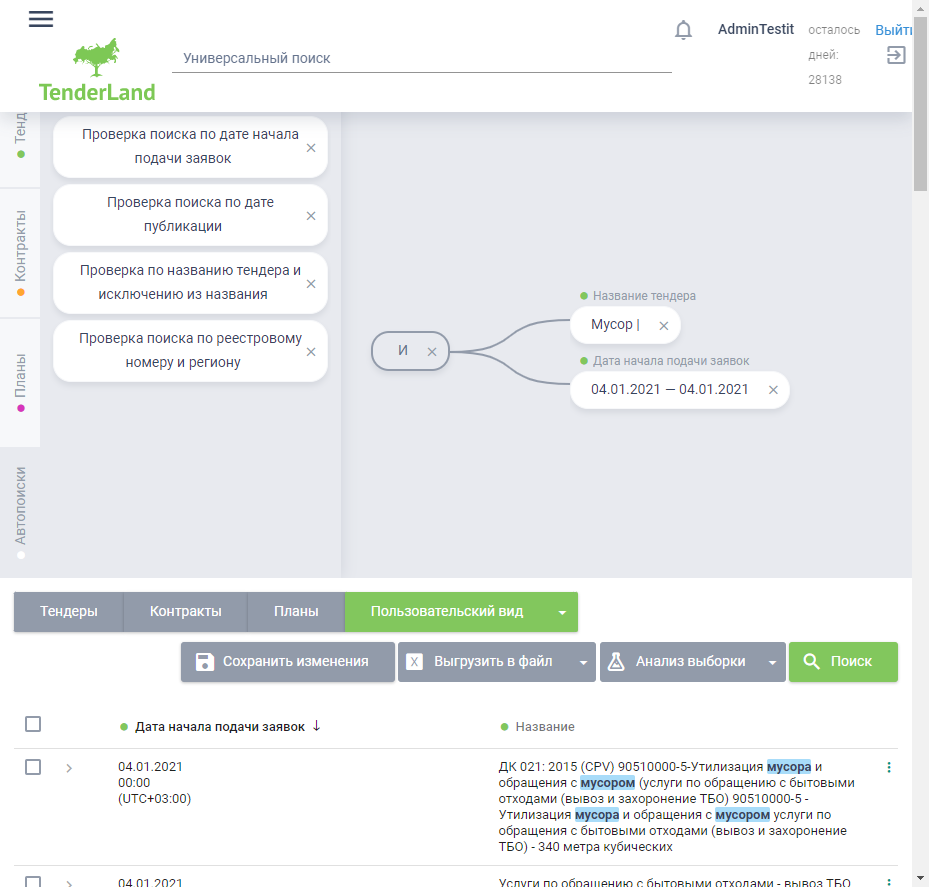 TenderLand
Универсальный поиск
AdminTestit
осталось
дней:
28138
Выйти
Тенд
Контракты
Планы
Автопоиски
Проверка поиска по дате начала
подачи заявок
Проверка поиска по дате
публикации
Проверка по названию тендера и
исключению из названия
Проверка поиска по реестровому
номеру и региону
И
Название тендера
Мусор |
Дата начала подачи заявок
04.01.2021 — 04.01.2021
Тендеры
Контракты
Планы
Пользовательский вид
Сохранить изменения
X
Выгрузить в файл
Анализ выборки
Поиск
Дата начала подачи заявок
Название
04.01.2021
00:00
(UTC+03:00)
ДК 021: 2015 (CPV) 90510000-5-Утилизация мусора и
обращения с мусором (услуги по обращению с бытовыми
отходами (вывоз и захоронение ТБО) 90510000-5 -
Утилизация мусора и обращения с мусором услуги по
обращения с бытовыми отходами (вывоз и захоронение
ТБО) - 340 метра кубических
04.01.2021
Услуги по обращению с бытовыми отходами - вывоз ТБО